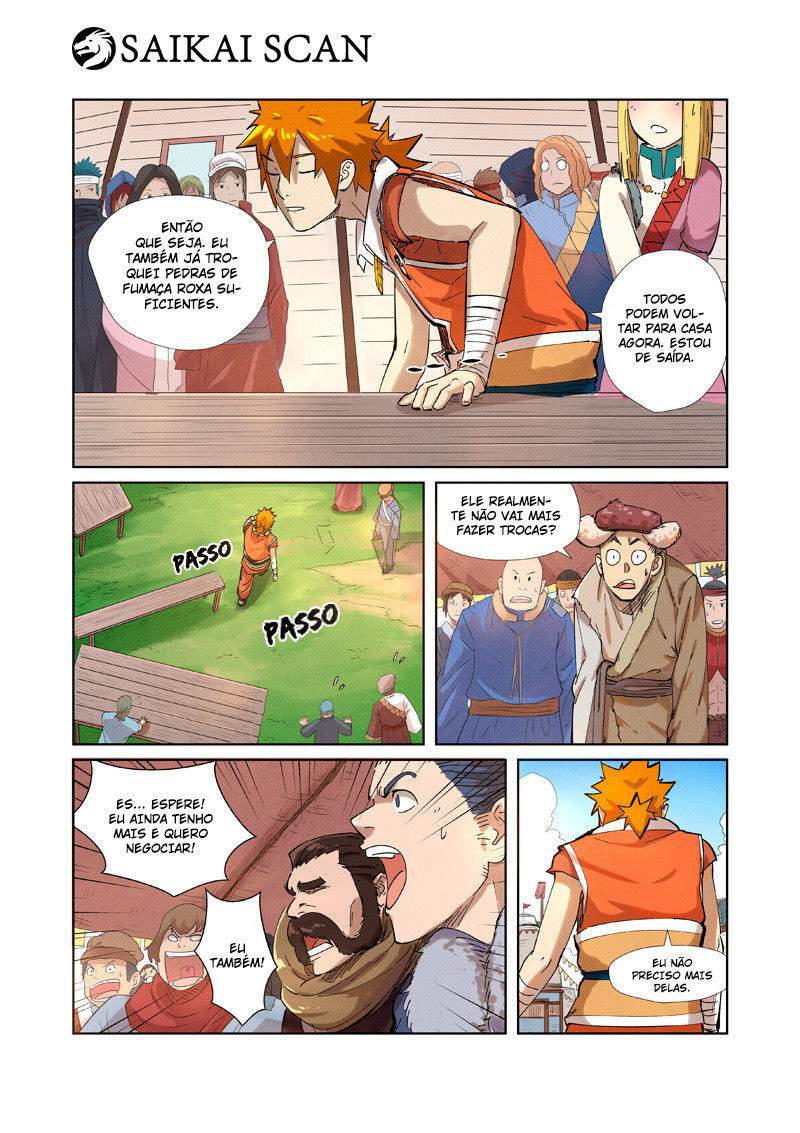 SAIKAI SCAN
ENTÃO
QUE SEJA. EU
TAMBÉM JÁ TRO-
QUEI PEDRAS DE
FUMAÇA ROXA SU-
FICIENTES.
TODOS
PODEM VOL-
TAR PARA CASA
AGORA. ESTOU
DE SAÍDA.
PASSO
PASSO
ELE REALMEN-
TE NÃO VAI MAIS
FAZER TROCAS?
ES... ESPERE!
EU AINDA TENHO
MAIS E QUERO
NEGOCIAR!
EU
TAMBÉM!
EU NÃO
PRECISO MAIS
DELAS.